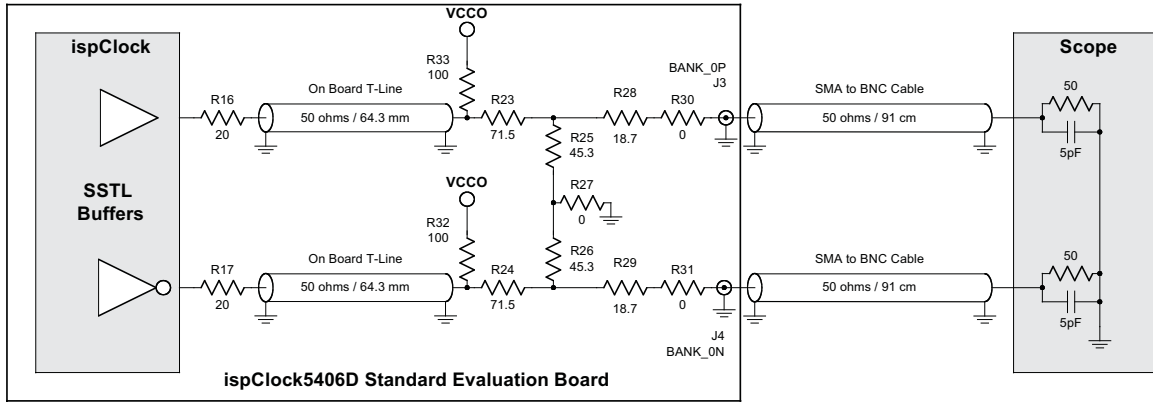 ispClock
SSTL
Buffers
R16
20
On Board T-Line
50 ohms / 64.3 mm
VCCO
R33
100
R23
71.5
R25
45.3
R27
0
R28
18.7
R30
0
BANK_0P
J3
SMA to BNC Cable
50 ohms / 91 cm
Scope
50
5pF
R17
20
On Board T-Line
50 ohms / 64.3 mm
VCCO
R32
100
R24
71.5
R26
45.3
R29
18.7
R31
0
J4
BANK_0N
SMA to BNC Cable
50 ohms / 91 cm
50
5pF
ispClock5406D Standard Evaluation Board